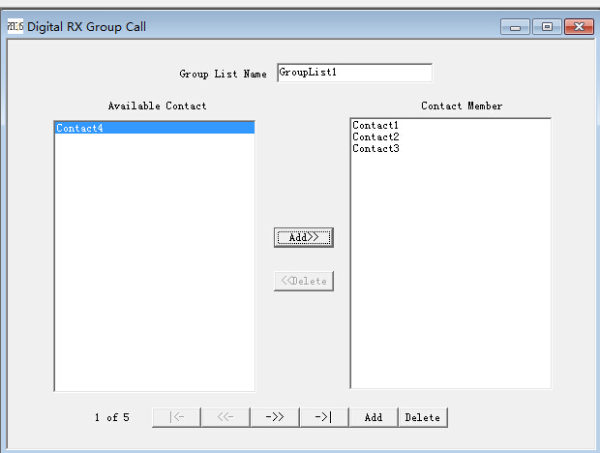 Digital RX Group Call
Group List Name GroupList1
Available Contact
Contact Member
Contact4
Contact1
Contact2
Contact3
Add>>
<<Delete
1 of 5 |<- <<- ->> ->| Add Delete